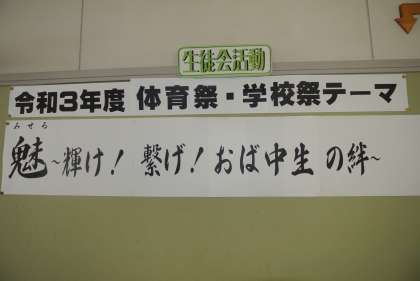 生徒会活動
令和3年度 体育祭・学校祭テーマ
みせろ
魅~輝け!繋げ!おば中生の絆~